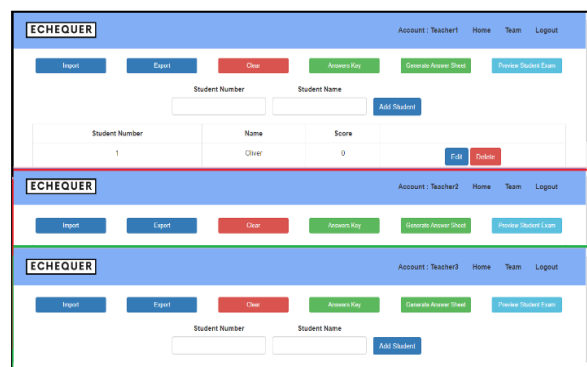 ECHEQUER Account : Teacher1 Home Team Logout
Import Export Clear Answers Key Generate Answer Sheet Preview Student Exam
Student Number Student Name
Add Student
Student Number Name Score
1 Oliver 0 Edit Delete
ECHEQUER Account : Teacher2 Home Team Logout
Import Export Clear Answers Key Generate Answer Sheet Preview Student Exam
ECHEQUER Account : Teacher3 Home Team Logout
Import Export Clear Answers Key Generate Answer Sheet Preview Student Exam
Student Number Student Name
Add Student